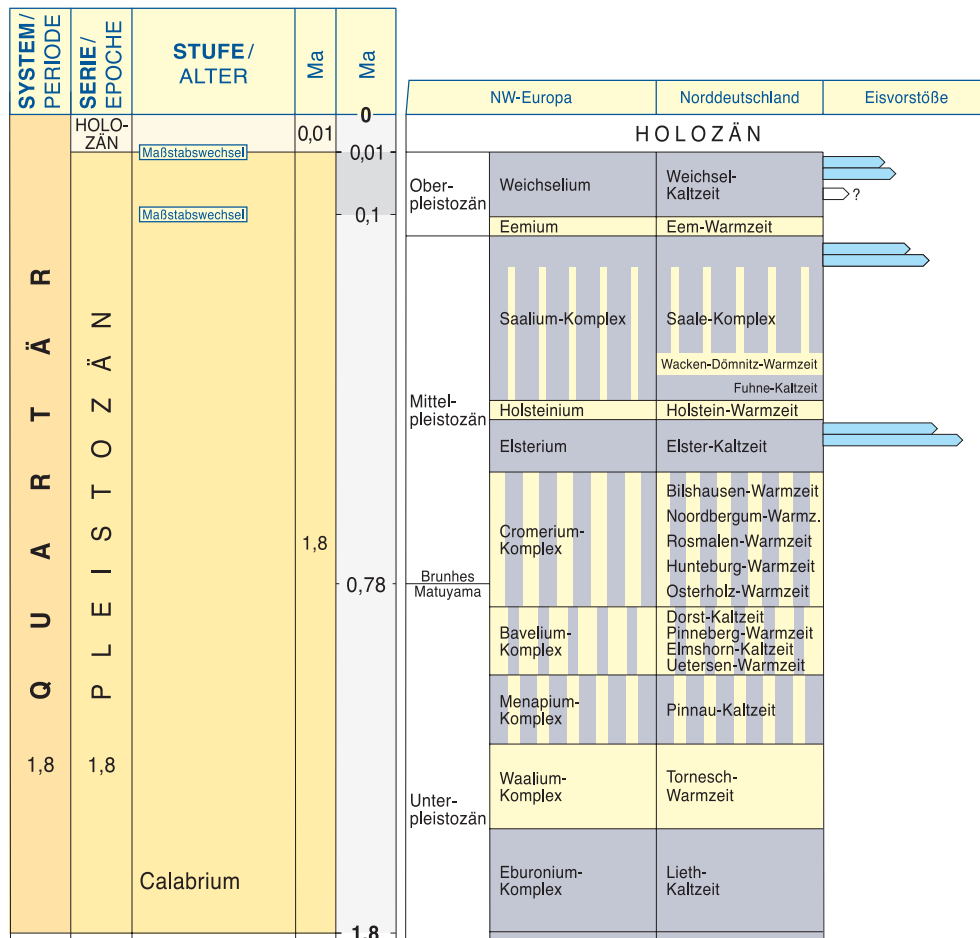 SYSTEM/
PERIODE
SERIE/
EPOCHE
STUFE/
ALTER
Ma
Ma
NW-Europa
Norddeutschland
Eisvorstöße
0
HOLO-
ZÄN
0,01
HOLOZÄN
Maßstabswechsel
0,01
Ober-
pleistozän
Weichselium
Weichsel-
Kaltzeit
?
Maßstabswechsel
0,1
Eemium
Eem-Warmzeit
QUARTÄR
PLEISTOZÄN
Saalium-Komplex
Saale-Komplex
Wacken-Dömnitz-Warmzeit
Fuhne-Kaltzeit
Mittel-
pleistozän
Holsteinium
Holstein-Warmzeit
Elsterium
Elster-Kaltzeit
Cromerium-
Komplex
Bilshausen-Warmzeit
Noordbergum-Warmz.
Rosmalen-Warmzeit
Hunteburg-Warmzeit
Osterholz-Warmzeit
1,8
0,78
Brunhes
Matuyama
Bavelium-
Komplex
Dorst-Kaltzeit
Pinneberg-Warmzeit
Elmshorn-Kaltzeit
Uetersen-Warmzeit
Menapium-
Komplex
Pinnau-Kaltzeit
1,8
1,8
Waalium-
Komplex
Tornesch-
Warmzeit
Unter-
pleistozän
Calabrium
Eburonium-
Komplex
Lieth-
Kaltzeit
1,8